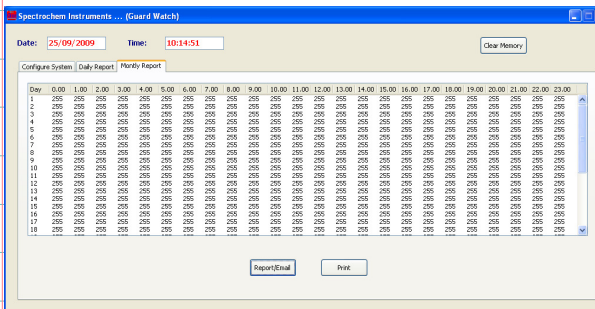 Spectrochem Instruments ... (Guard Watch)
Date: 25/09/2009 Time: 10:14:51 Clear Memory
Configure System Daily Report Montly Report
Day 0.00 1.00 2.00 3.00 4.00 5.00 6.00 7.00 8.00 9.00 10.00 11.00 12.00 13.00 14.00 15.00 16.00 17.00 18.00 19.00 20.00 21.00 22.00 23.00
1 255 255 255 255 255 255 255 255 255 255 255 255 255 255 255 255 255 255 255 255 255 255 255 255
2 255 255 255 255 255 255 255 255 255 255 255 255 255 255 255 255 255 255 255 255 255 255 255 255
3 255 255 255 255 255 255 255 255 255 255 255 255 255 255 255 255 255 255 255 255 255 255 255 255
4 255 255 255 255 255 255 255 255 255 255 255 255 255 255 255 255 255 255 255 255 255 255 255 255
5 255 255 255 255 255 255 255 255 255 255 255 255 255 255 255 255 255 255 255 255 255 255 255 255
6 255 255 255 255 255 255 255 255 255 255 255 255 255 255 255 255 255 255 255 255 255 255 255 255
7 255 255 255 255 255 255 255 255 255 255 255 255 255 255 255 255 255 255 255 255 255 255 255 255
8 255 255 255 255 255 255 255 255 255 255 255 255 255 255 255 255 255 255 255 255 255 255 255 255
9 255 255 255 255 255 255 255 255 255 255 255 255 255 255 255 255 255 255 255 255 255 255 255 255
10 255 255 255 255 255 255 255 255 255 255 255 255 255 255 255 255 255 255 255 255 255 255 255 255
11 255 255 255 255 255 255 255 255 255 255 255 255 255 255 255 255 255 255 255 255 255 255 255 255
12 255 255 255 255 255 255 255 255 255 255 255 255 255 255 255 255 255 255 255 255 255 255 255 255
13 255 255 255 255 255 255 255 255 255 255 255 255 255 255 255 255 255 255 255 255 255 255 255 255
14 255 255 255 255 255 255 255 255 255 255 255 255 255 255 255 255 255 255 255 255 255 255 255 255
15 255 255 255 255 255 255 255 255 255 255 255 255 255 255 255 255 255 255 255 255 255 255 255 255
16 255 255 255 255 255 255 255 255 255 255 255 255 255 255 255 255 255 255 255 255 255 255 255 255
17 255 255 255 255 255 255 255 255 255 255 255 255 255 255 255 255 255 255 255 255 255 255 255 255
18 255 255 255 255 255 255 255 255 255 255 255 255 255 255 255 255 255 255 255 255 255 255 255 255
Report/Email Print